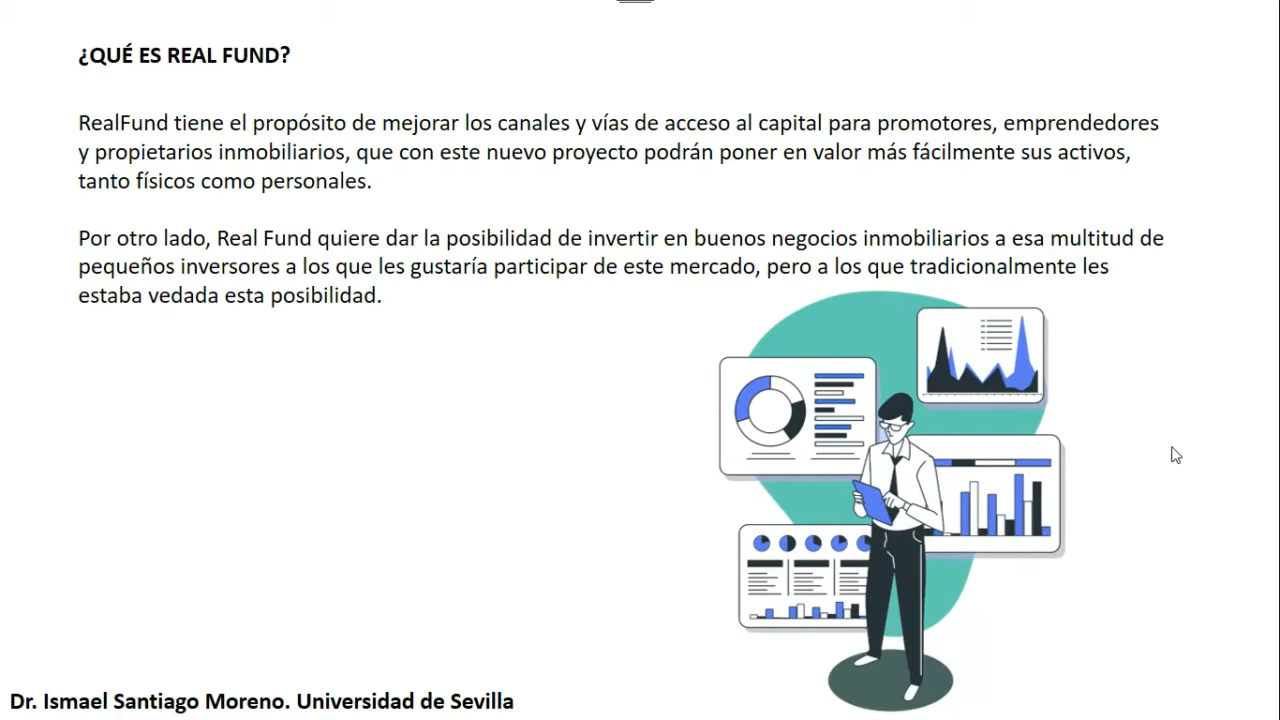 ¿QUÉ ES REAL FUND?
RealFund tiene el propósito de mejorar los canales y vías de acceso al capital para promotores, emprendedores
y propietarios inmobiliarios, que con este nuevo proyecto podrán poner en valor más fácilmente sus activos,
tanto físicos como personales.
Por otro lado, Real Fund quiere dar la posibilidad de invertir en buenos negocios inmobiliarios a esa multitud de
pequeños inversores a los que les gustaría participar de este mercado, pero a los que tradicionalmente les
estaba vedada esta posibilidad.
Dr. Ismael Santiago Moreno. Universidad de Sevilla